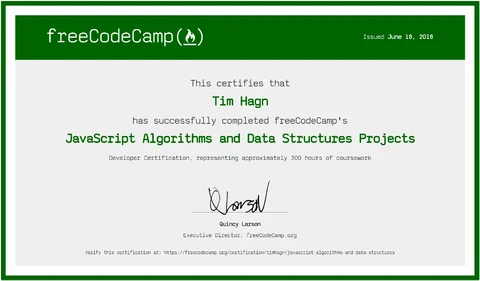 freeCodeCamp
Issued June 18, 2018
This certifies that
Tim Hagn
has successfully completed freeCodeCamp's
JavaScript Algorithms and Data Structures Projects
Developer Certification, representing approximately 300 hours of coursework
Quincy Larson
Executive Director, freeCodeCamp.org
Verify this certification at: https://freecodecamp.org/certification/timhagn/javascript-algorithms-and-data-structures